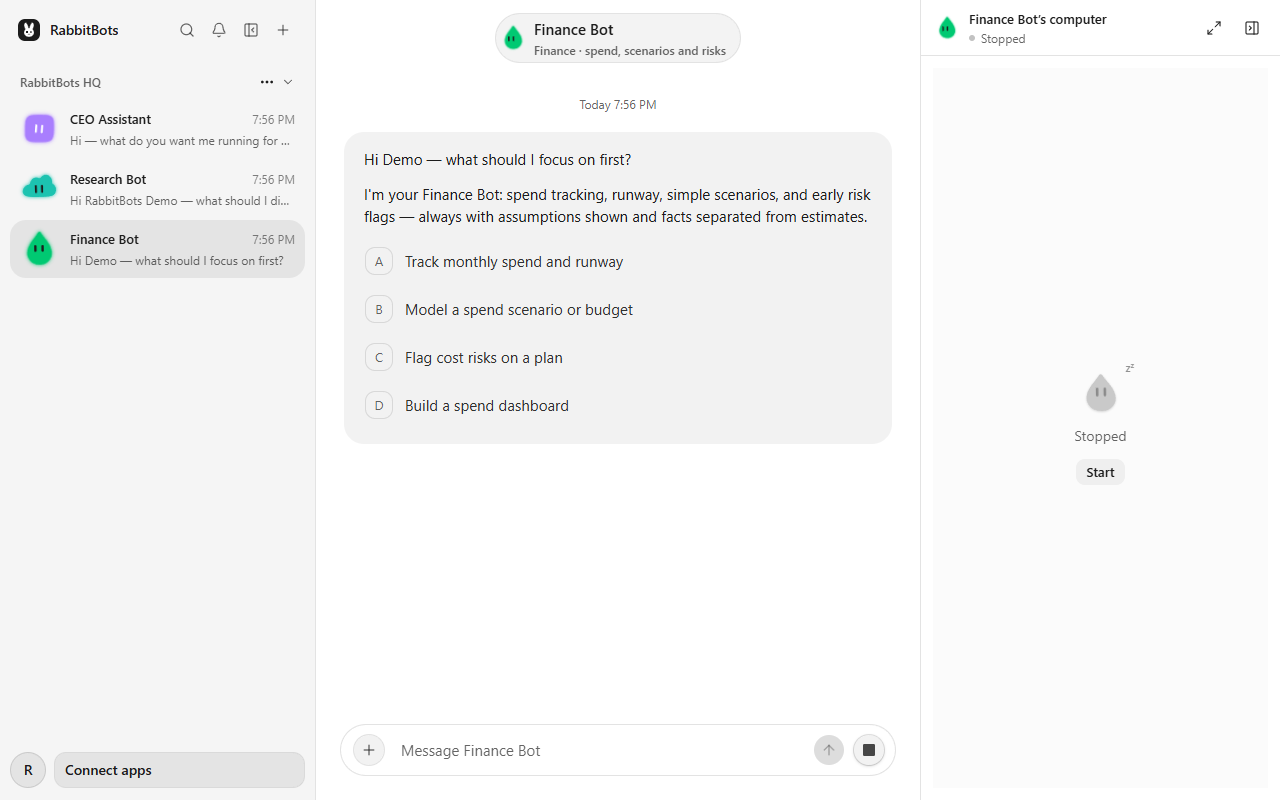 RabbitBots
RabbitBots HQ
CEO Assistant 7:56 PM
Hi — what do you want me running for ...
Research Bot 7:56 PM
Hi RabbitBots Demo — what should I di...
Finance Bot 7:56 PM
Hi Demo — what should I focus on first?
R
Connect apps
Finance Bot
Finance · spend, scenarios and risks
Today 7:56 PM
Hi Demo — what should I focus on first?
I'm your Finance Bot: spend tracking, runway, simple scenarios, and early risk
flags — always with assumptions shown and facts separated from estimates.
A Track monthly spend and runway
B Model a spend scenario or budget
C Flag cost risks on a plan
D Build a spend dashboard
Message Finance Bot
Finance Bot's computer
Stopped
zz
Stopped
Start